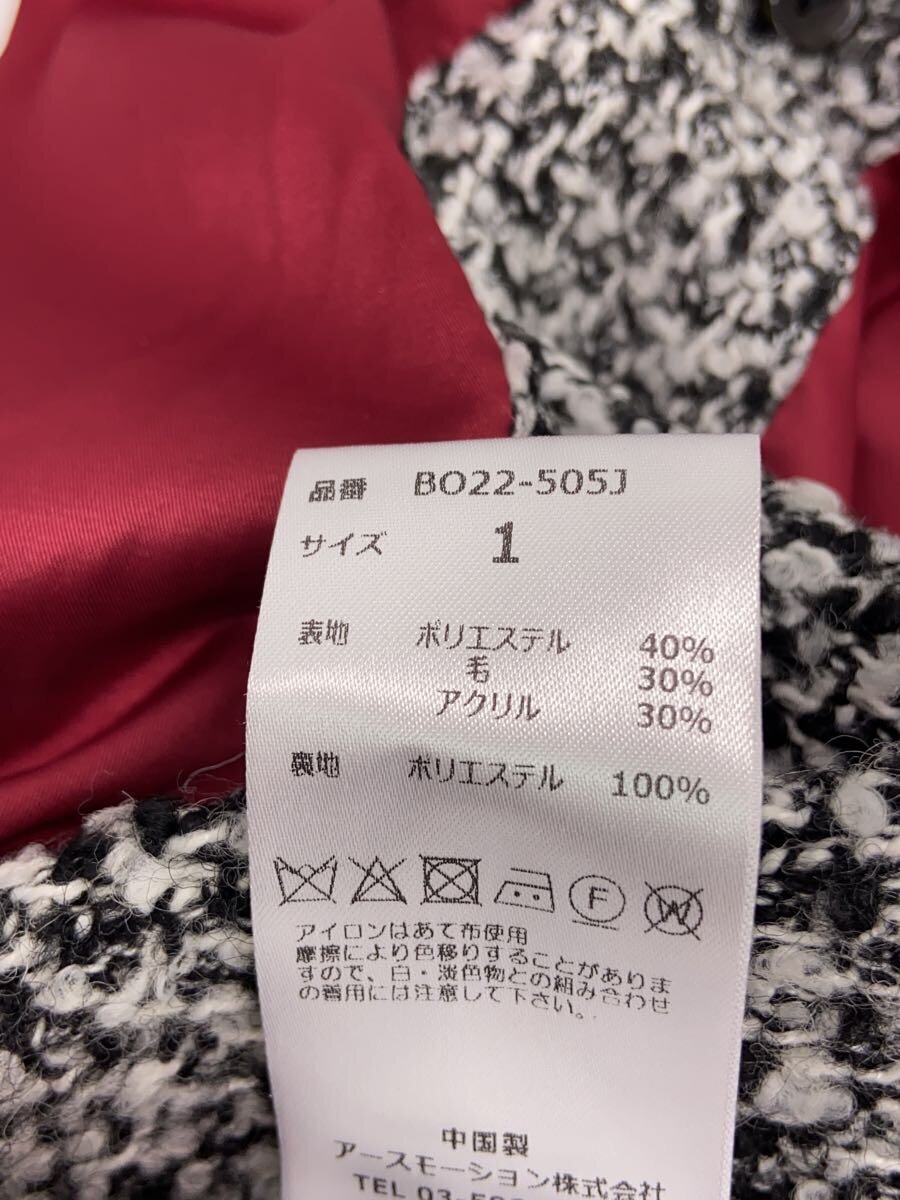 品番 BO22-505J
サイズ 1
表地 ポリエステル 40%
毛 30%
アクリル 30%
裏地 ポリエステル 100%
F W
アイロンはあて布使用
摩擦により色移りすることがありま
すので、白・淡色物との組み合わせ
の着用には注意して下さい。
中国製
アースモーション株式会社
TEL 03-5